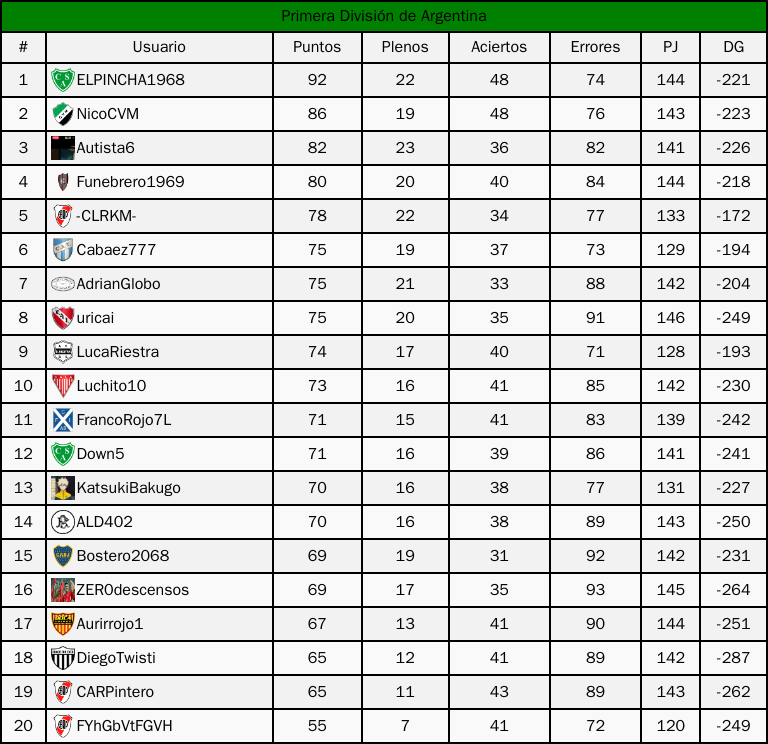 Primera División de Argentina
# Usuario Puntos Plenos Aciertos Errores PJ DG
1 ELPINCHA1968 92 22 48 74 144 -221
2 NicoCVM 86 19 48 76 143 -223
3 Autista6 82 23 36 82 141 -226
4 Funebrero1969 80 20 40 84 144 -218
5 -CLRKM- 78 22 34 77 133 -172
6 Cabaez777 75 19 37 73 129 -194
7 AdrianGlobo 75 21 33 88 142 -204
8 uricai 75 20 35 91 146 -249
9 LucaRiestra 74 17 40 71 128 -193
10 Luchito10 73 16 41 85 142 -230
11 FrancoRojo7L 71 15 41 83 139 -242
12 Down5 71 16 39 86 141 -241
13 KatsukiBakugo 70 16 38 77 131 -227
14 ALD402 70 16 38 89 143 -250
15 Bostero2068 69 19 31 92 142 -231
16 ZER0descensos 69 17 35 93 145 -264
17 Aurirrojo1 67 13 41 90 144 -251
18 DiegoTwisti 65 12 41 89 142 -287
19 CARPintero 65 11 43 89 143 -262
20 FYhGbVtFGVH 55 7 41 72 120 -249